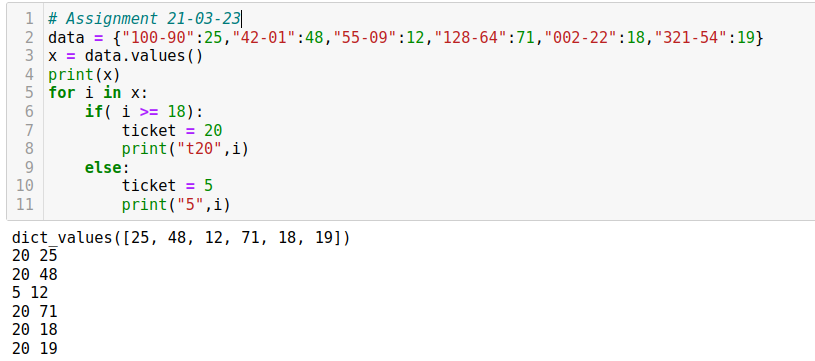 1 # Assignment 21-03-23
2 data = {"100-90":25,"42-01":48,"55-09":12,"128-64":71,"002-22":18,"321-54":19}
3 x = data.values()
4 print(x)
5 for i in x:
6     if( i >= 18):
7         ticket = 20
8         print("t20",i)
9     else:
10         ticket = 5
11         print("5",i)
dict_values([25, 48, 12, 71, 18, 19])
20 25
20 48
5 12
20 71
20 18
20 19